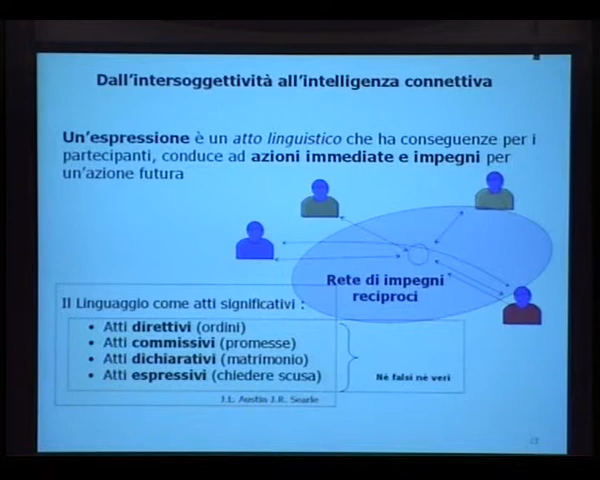 Dall'intersoggettività all'intelligenza connettiva
Un'espressione è un atto linguistico che ha conseguenze per i
partecipanti, conduce ad azioni immediate e impegni per
un'azione futura
Rete di impegni
reciproci
Il Linguaggio come atti significativi :
• Atti direttivi (ordini)
• Atti commissivi (promesse)
• Atti dichiarativi (matrimonio)
• Atti espressivi (chiedere scusa)
Nè falsi nè veri
J.L. Austin J.R. Searle